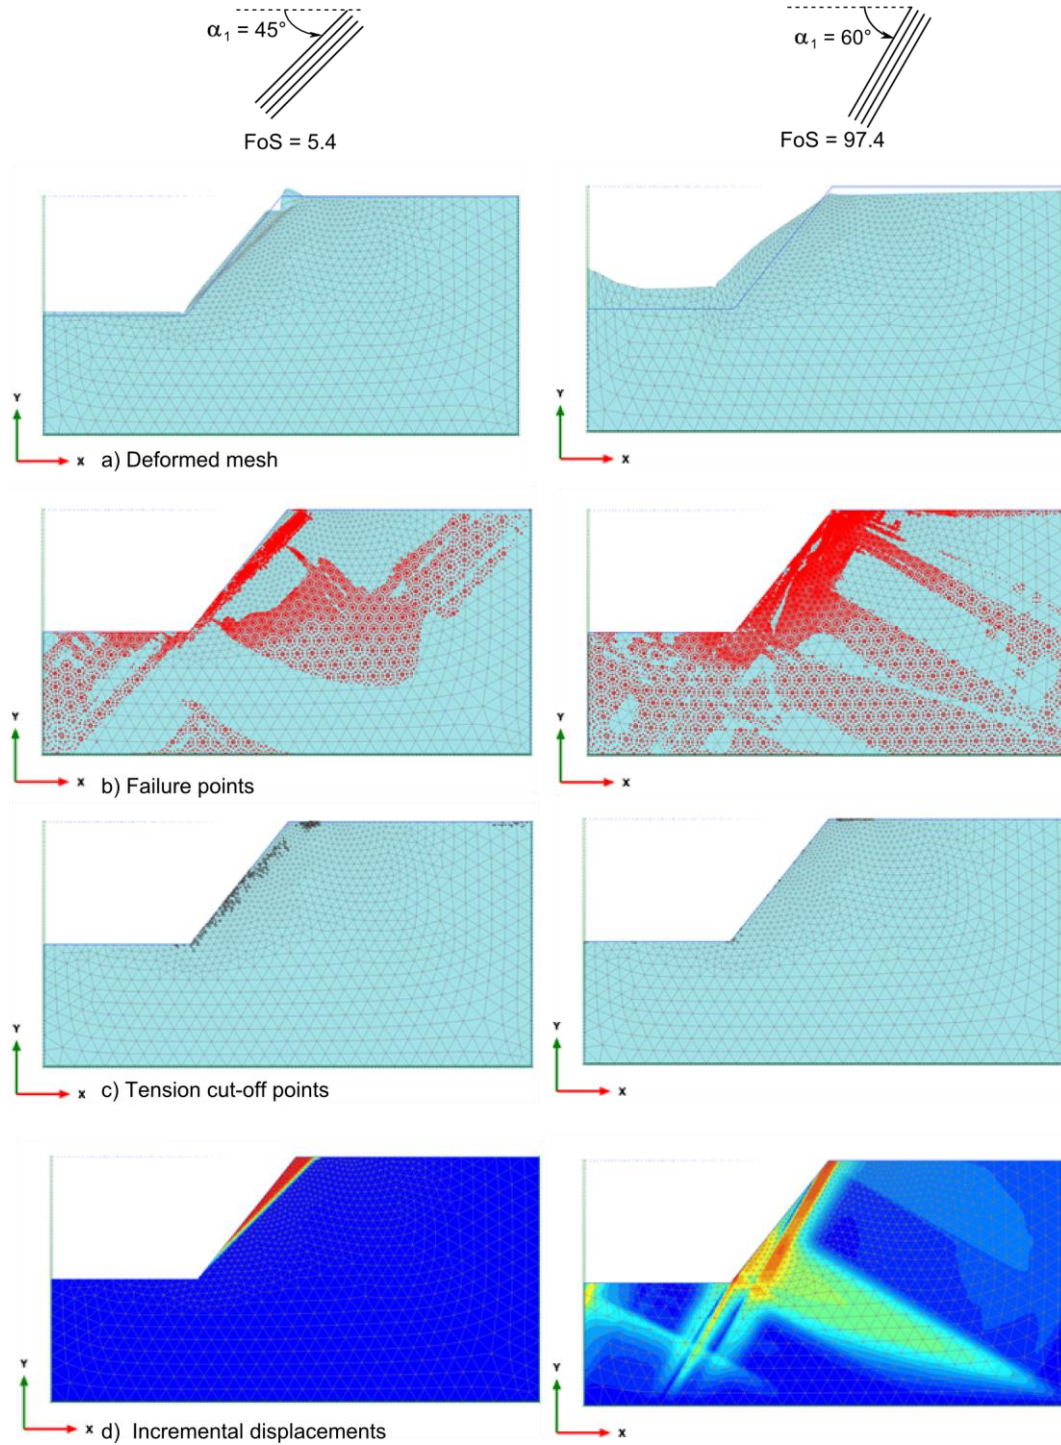 α₁ = 45°
α₁ = 60°
FoS = 5.4
FoS = 97.4
Y
Y
x
a) Deformed mesh
x
Y
Y
x
b) Failure points
x
Y
Y
x
c) Tension cut-off points
x
Y
Y
x
d) Incremental displacements
x